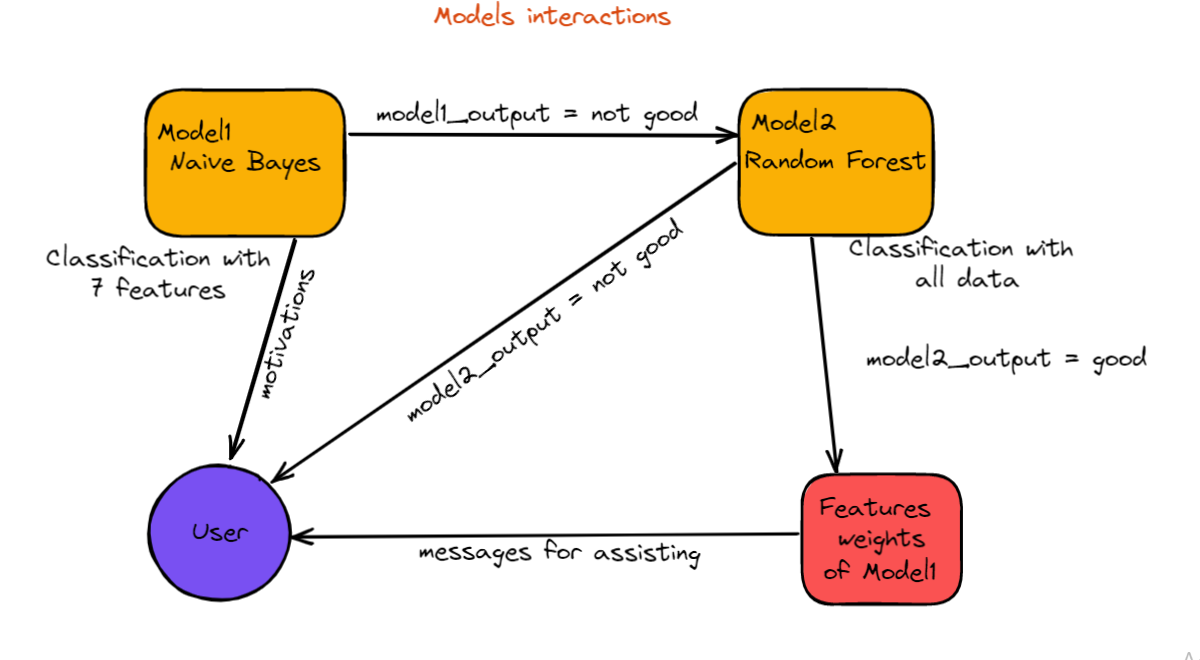 Models interactions
model1_output = not good
Model1
Naive Bayes
Model2
Random Forest
Classification with
7 features
motivations
model2_output = not good
Classification with
all data
model2_output = good
User
messages for assisting
Features
weights
of Model1